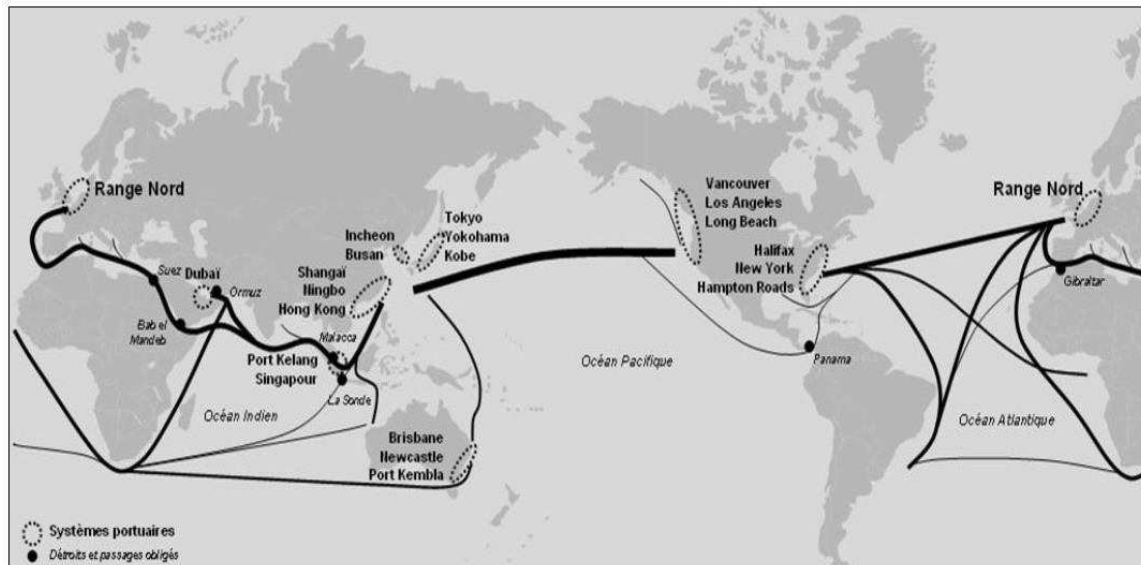 Range Nord
Suez
Dubaï
Ormuz
Bab el
Mandeb
Incheon
Busan
Tokyo
Yokohama
Kobe
Shangaï
Ningbo
Hong Kong
Malacca
Port Kelang
Singapour
La Sonde
Océan Indien
Brisbane
Newcastle
Port Kembla
Océan Pacifique
Vancouver
Los Angeles
Long Beach
Halifax
New York
Hampton Roads
Panama
Range Nord
Gibraltar
Océan Atlantique
Systèmes portuaires
Détroits et passages obligés